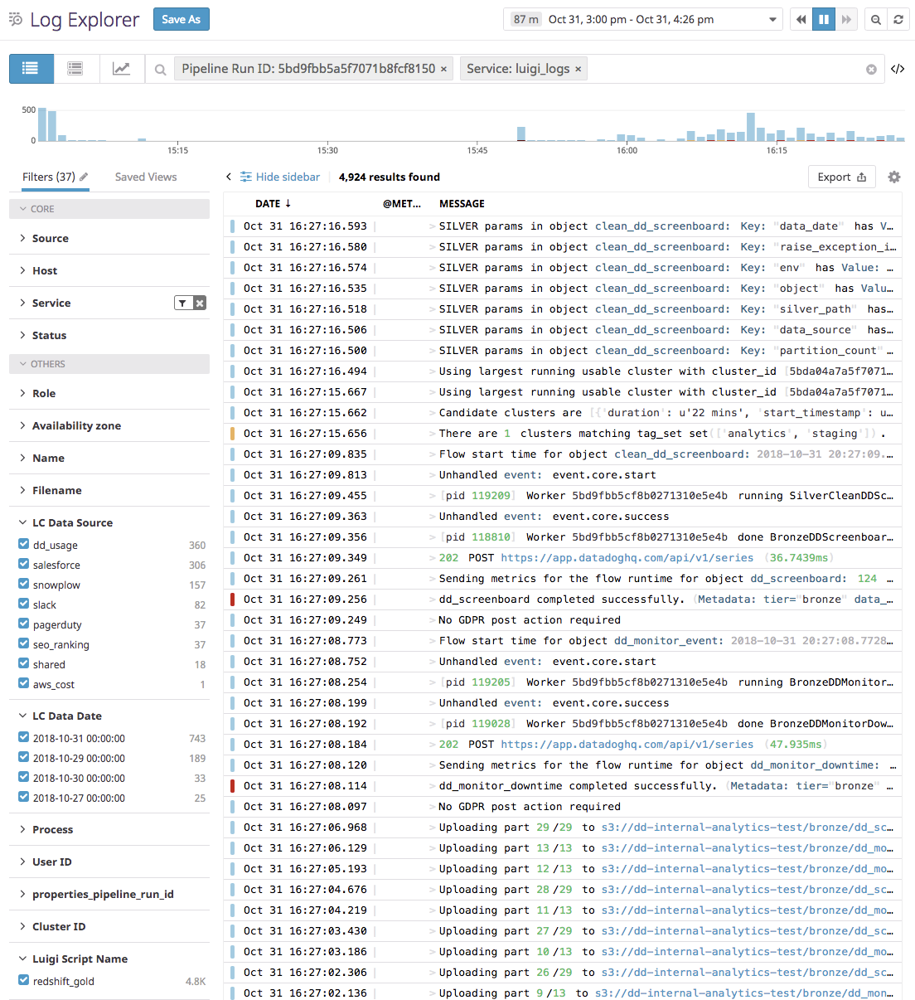 Log Explorer Save As 87 m Oct 31, 3:00 pm - Oct 31, 4:26 pm
Pipeline Run ID: 5bd9fbb5a5f7071b8fcf8150 × Service: luigi_logs × </>
500
0
15:15 15:30 15:45 16:00 16:15
Filters (37) Saved Views Hide sidebar 4,924 results found Export
CORE
Source
Host
Service
Status
OTHERS
Role
Availability zone
Name
Filename
LC Data Source
dd_usage 360
salesforce 306
snowplow 157
slack 82
pagerduty 37
seo_ranking 37
shared 18
aws_cost 1
LC Data Date
2018-10-31 00:00:00 743
2018-10-29 00:00:00 189
2018-10-30 00:00:00 33
2018-10-27 00:00:00 25
Process
User ID
properties_pipeline_run_id
Cluster ID
Luigi Script Name
redshift_gold 4.8K
DATE ↓ @MET... MESSAGE
Oct 31 16:27:16.593 | > SILVER params in object clean_dd_screenboard: Key: "data_date" has V…
Oct 31 16:27:16.580 | > SILVER params in object clean_dd_screenboard: Key: "raise_exception_i…
Oct 31 16:27:16.574 | > SILVER params in object clean_dd_screenboard: Key: "env" has Value: …
Oct 31 16:27:16.535 | > SILVER params in object clean_dd_screenboard: Key: "object" has Valu…
Oct 31 16:27:16.518 | > SILVER params in object clean_dd_screenboard: Key: "silver_path" has…
Oct 31 16:27:16.506 | > SILVER params in object clean_dd_screenboard: Key: "data_source" has…
Oct 31 16:27:16.500 | > SILVER params in object clean_dd_screenboard: Key: "partition_count" …
Oct 31 16:27:16.494 | > Using largest running usable cluster with cluster_id [5bda04a7a5f7071…
Oct 31 16:27:15.667 | > Using largest running usable cluster with cluster_id [5bda04a7a5f7071…
Oct 31 16:27:15.662 | > Candidate clusters are [{'duration': u'22 mins', 'start_timestamp': u…
Oct 31 16:27:15.656 | > There are 1 clusters matching tag_set set(['analytics', 'staging']).
Oct 31 16:27:09.835 | > Flow start time for object clean_dd_screenboard: 2018-10-31 20:27:09.…
Oct 31 16:27:09.813 | > Unhandled event: event.core.start
Oct 31 16:27:09.455 | > [pid 119209] Worker 5bd9fbb5cf8b0271310e5e4b running SilverCleanDDSc…
Oct 31 16:27:09.363 | > Unhandled event: event.core.success
Oct 31 16:27:09.356 | > [pid 118810] Worker 5bd9fbb5cf8b0271310e5e4b done BronzeDDScreenboar…
Oct 31 16:27:09.349 | > 202 POST https://app.datadoghq.com/api/v1/series (36.7439ms)
Oct 31 16:27:09.261 | > Sending metrics for the flow runtime for object dd_screenboard: 124 …
Oct 31 16:27:09.256 | > dd_screenboard completed successfully. (Metadata: tier="bronze" data_…
Oct 31 16:27:09.249 | > No GDPR post action required
Oct 31 16:27:08.773 | > Flow start time for object dd_monitor_event: 2018-10-31 20:27:08.7728…
Oct 31 16:27:08.752 | > Unhandled event: event.core.start
Oct 31 16:27:08.254 | > [pid 119205] Worker 5bd9fbb5cf8b0271310e5e4b running BronzeDDMonitor…
Oct 31 16:27:08.199 | > Unhandled event: event.core.success
Oct 31 16:27:08.192 | > [pid 119028] Worker 5bd9fbb5cf8b0271310e5e4b done BronzeDDMonitorDow…
Oct 31 16:27:08.184 | > 202 POST https://app.datadoghq.com/api/v1/series (47.935ms)
Oct 31 16:27:08.120 | > Sending metrics for the flow runtime for object dd_monitor_downtime: …
Oct 31 16:27:08.114 | > dd_monitor_downtime completed successfully. (Metadata: tier="bronze" …
Oct 31 16:27:08.097 | > No GDPR post action required
Oct 31 16:27:06.968 | > Uploading part 29/29 to s3://dd-internal-analytics-test/bronze/dd_sc…
Oct 31 16:27:06.129 | > Uploading part 13/13 to s3://dd-internal-analytics-test/bronze/dd_mo…
Oct 31 16:27:05.193 | > Uploading part 12/13 to s3://dd-internal-analytics-test/bronze/dd_mo…
Oct 31 16:27:04.676 | > Uploading part 28/29 to s3://dd-internal-analytics-test/bronze/dd_sc…
Oct 31 16:27:04.219 | > Uploading part 11/13 to s3://dd-internal-analytics-test/bronze/dd_mo…
Oct 31 16:27:03.430 | > Uploading part 27/29 to s3://dd-internal-analytics-test/bronze/dd_sc…
Oct 31 16:27:03.186 | > Uploading part 10/13 to s3://dd-internal-analytics-test/bronze/dd_mo…
Oct 31 16:27:02.306 | > Uploading part 26/29 to s3://dd-internal-analytics-test/bronze/dd_sc…
Oct 31 16:27:02.136 | > Uploading part 9/13 to s3://dd-internal-analytics-test/bronze/dd_mon…